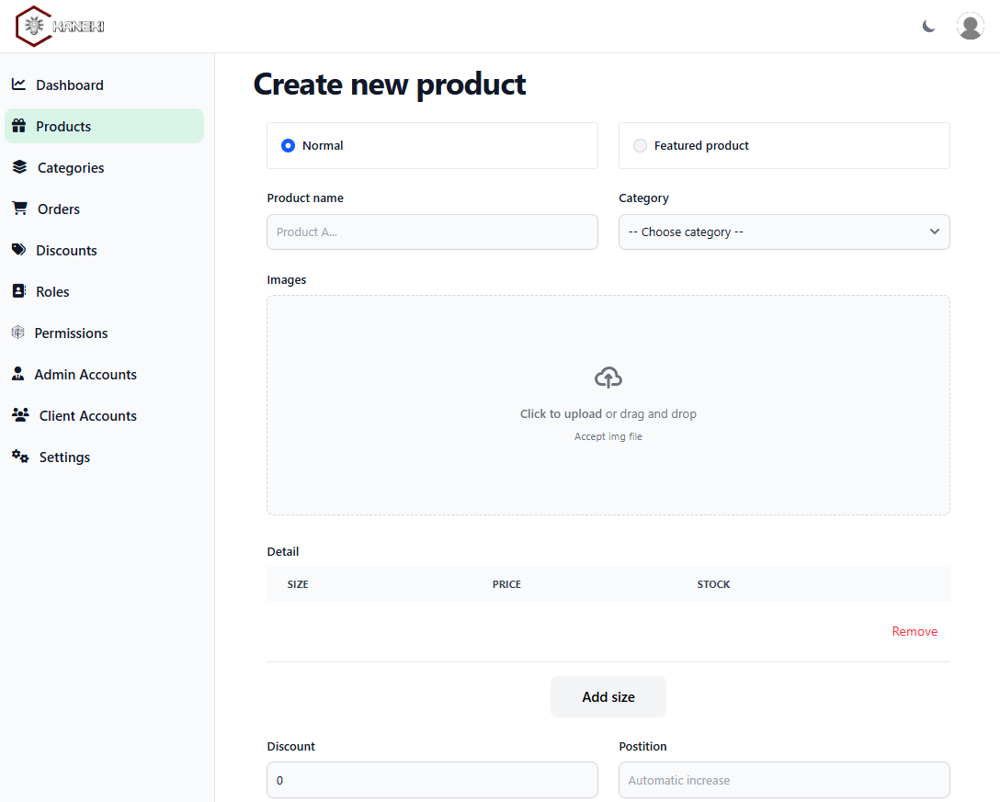 KANEKI
Create new product
Dashboard
Products
Categories
Orders
Discounts
Roles
Permissions
Admin Accounts
Client Accounts
Settings
Normal
Featured product
Product name
Category
Product A...
-- Choose category --
Images
Click to upload or drag and drop
Accept img file
Detail
SIZE PRICE STOCK
Remove
Add size
Discount
Postition
0
Automatic increase